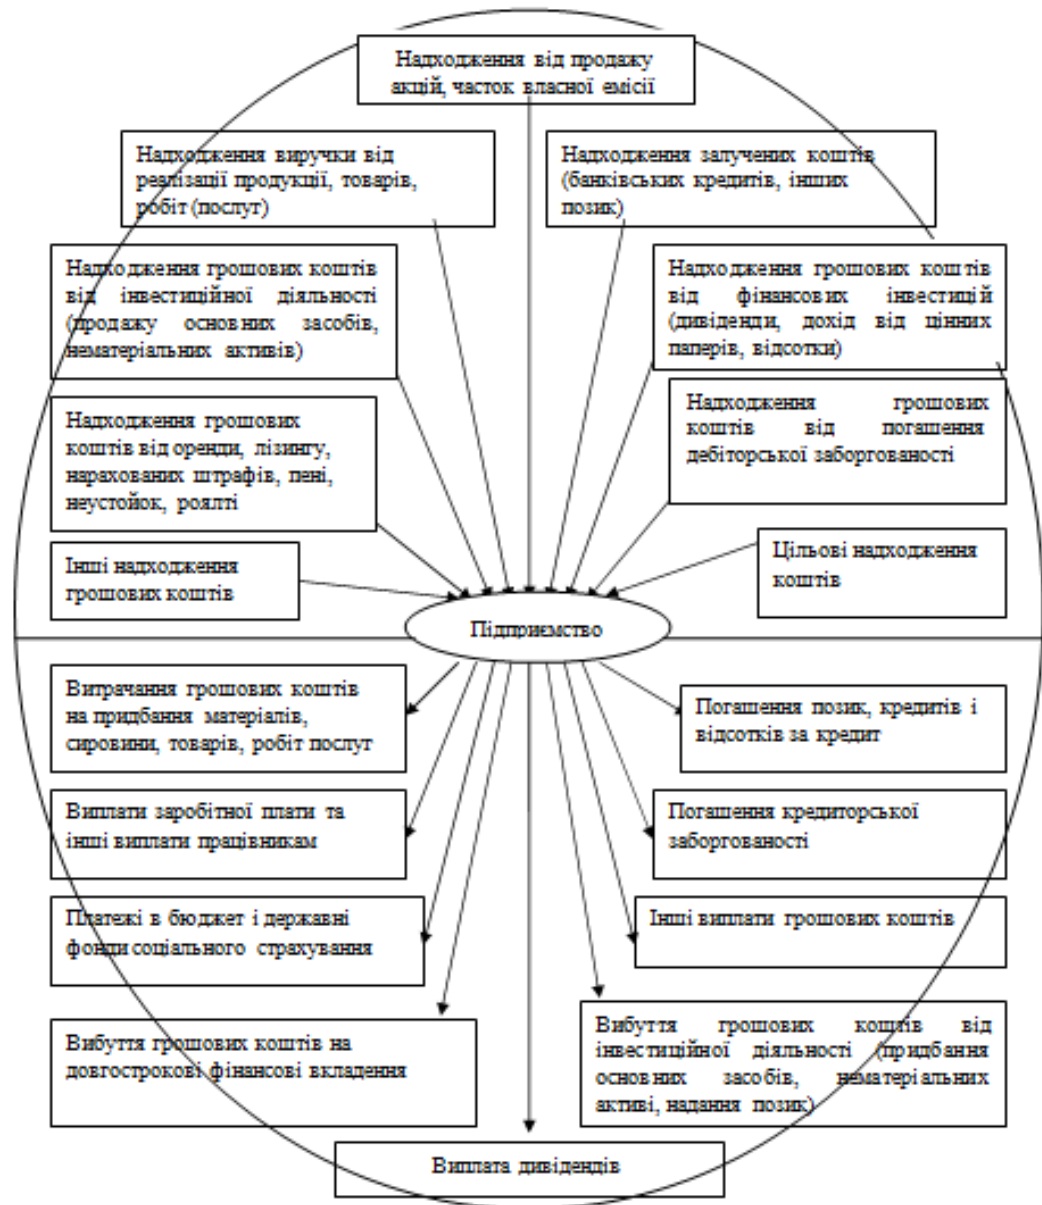 Надходження від продажу
акцій, часток власної емісії
Надходження виручки від
реалізації продукції, товарів,
робіт (послуг)
Надходження залучених коштів
(банківських кредитів, інших
позик)
Надходження грошових коштів
від інвестиційної діяльності
(продажу основних засобів,
нематеріальних активів)
Надходження грошових коштів
від фінансових інвестицій
(дивіденди, дохід від цінних
паперів, відсотки)
Надходження грошових
коштів від оренди, лізингу,
нарахованих штрафів, пені,
неустойок, роялті
Надходження грошових
коштів від погашення
дебіторської заборгованості
Інші надходження
грошових коштів
Цільові надходження
коштів
Підприємство
Витрачання грошових коштів
на придбання матеріалів,
сировини, товарів, робіт послуг
Погашення позик, кредитів і
відсотків за кредит
Виплати заробітної плати та
інші виплати працівникам
Погашення кредиторської
заборгованості
Платежі в бюджет і державні
фонди соціального страхування
Інші виплати грошових коштів
Вибуття грошових коштів на
довгострокові фінансові вкладення
Вибуття грошових коштів від
інвестиційної діяльності (придбання
основних засобів, нематеріальних
активі, надання позик)
Виплата дивідендів